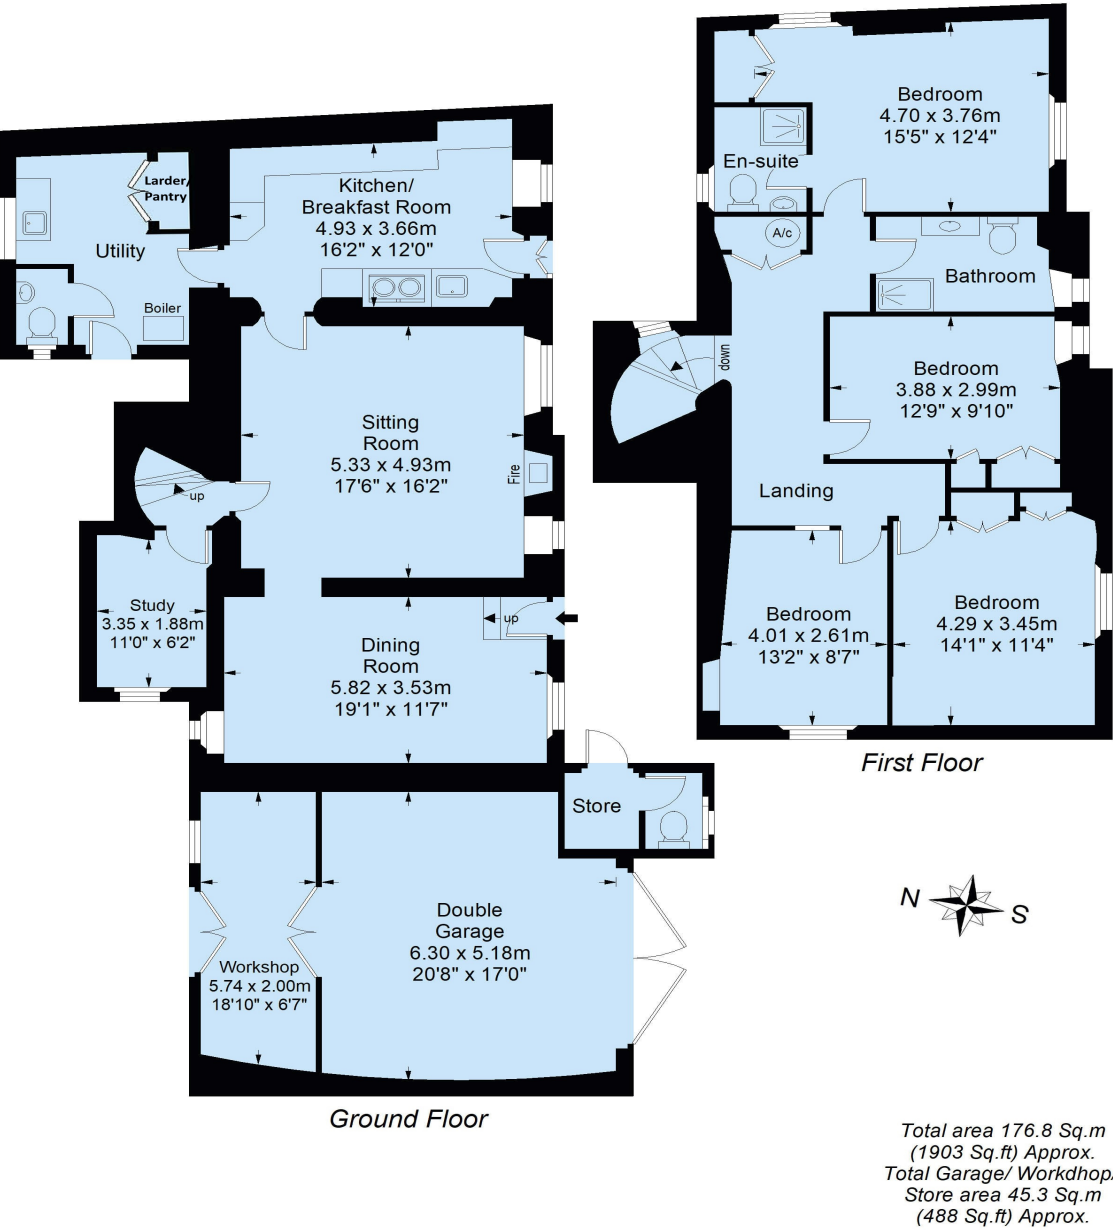 Larder/
Pantry
Utility
Boiler
Kitchen/
Breakfast Room
4.93 x 3.66m
16'2" x 12'0"
Sitting
Room
5.33 x 4.93m
17'6" x 16'2"
Fire
up
Study
3.35 x 1.88m
11'0" x 6'2"
up
Dining
Room
5.82 x 3.53m
19'1" x 11'7"
Store
Workshop
5.74 x 2.00m
18'10" x 6'7"
Double
Garage
6.30 x 5.18m
20'8" x 17'0"
Ground Floor
Bedroom
4.70 x 3.76m
15'5" x 12'4"
En-suite
A/c
Bathroom
down
Bedroom
3.88 x 2.99m
12'9" x 9'10"
Landing
Bedroom
4.01 x 2.61m
13'2" x 8'7"
Bedroom
4.29 x 3.45m
14'1" x 11'4"
First Floor
N
S
Total area 176.8 Sq.m
(1903 Sq.ft) Approx.
Total Garage/ Workdhop/
Store area 45.3 Sq.m
(488 Sq.ft) Approx.